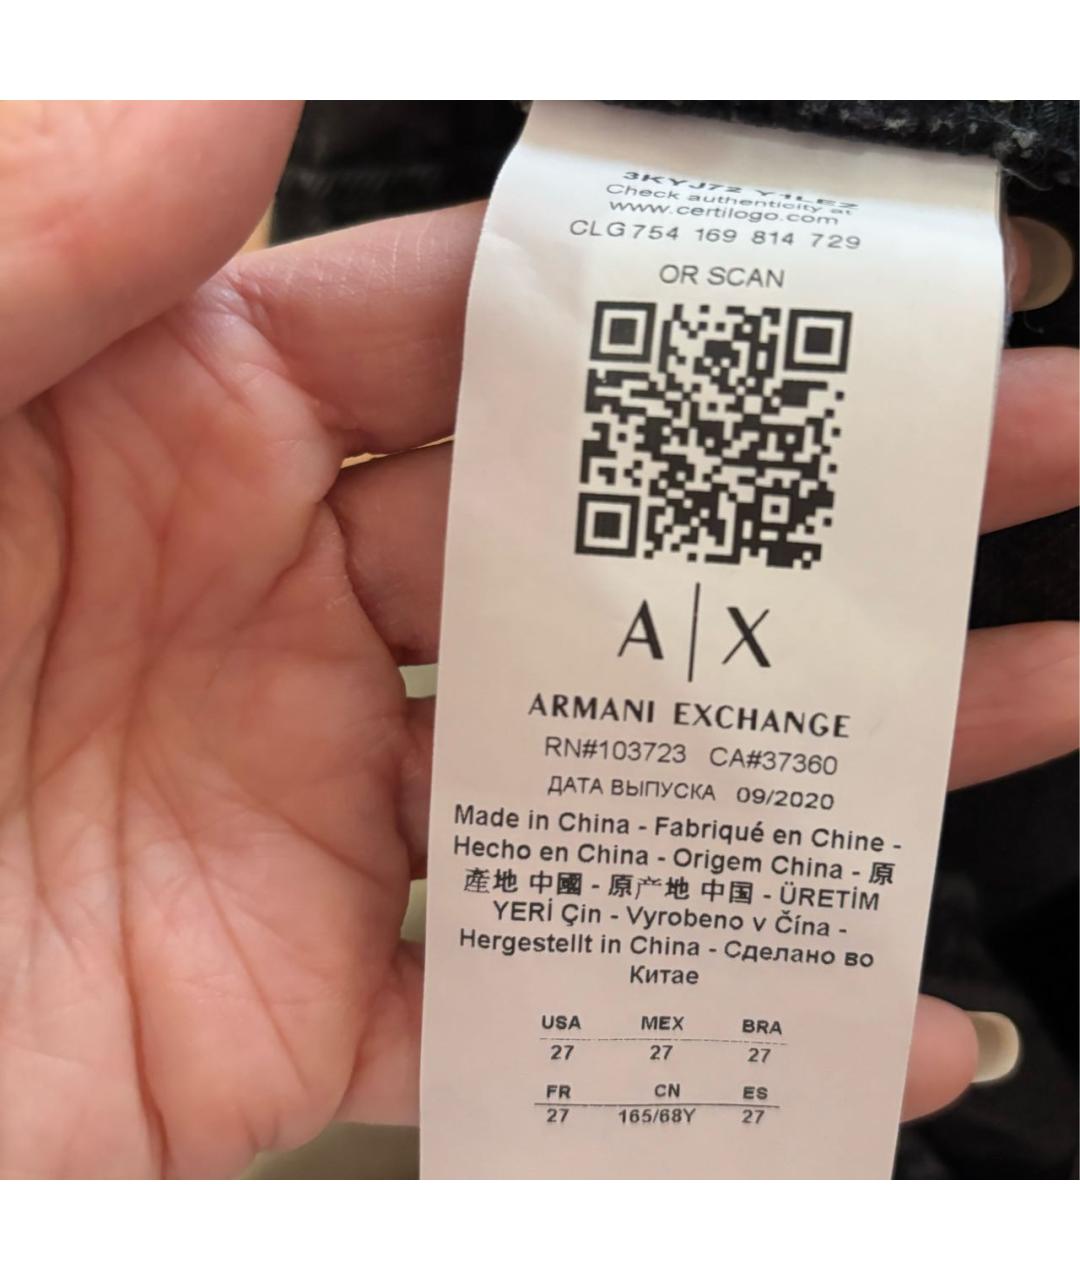 3KYJ72 Y1LEZ
Check authenticity at
www.certilogo.com
CLG754 169 814 729
OR SCAN
A|X
ARMANI EXCHANGE
RN#103723 CA#37360
ДАТА ВЫПУСКА 09/2020
Made in China - Fabriqué en Chine -
Hecho en China - Origem China - 原
產地 中國 - 原产地 中国 - ÜRETİM
YERİ Çin - Vyrobeno v Čína -
Hergestellt in China - Сделано во
Китае
USA MEX BRA
27 27 27
FR CN ES
27 165/68Y 27